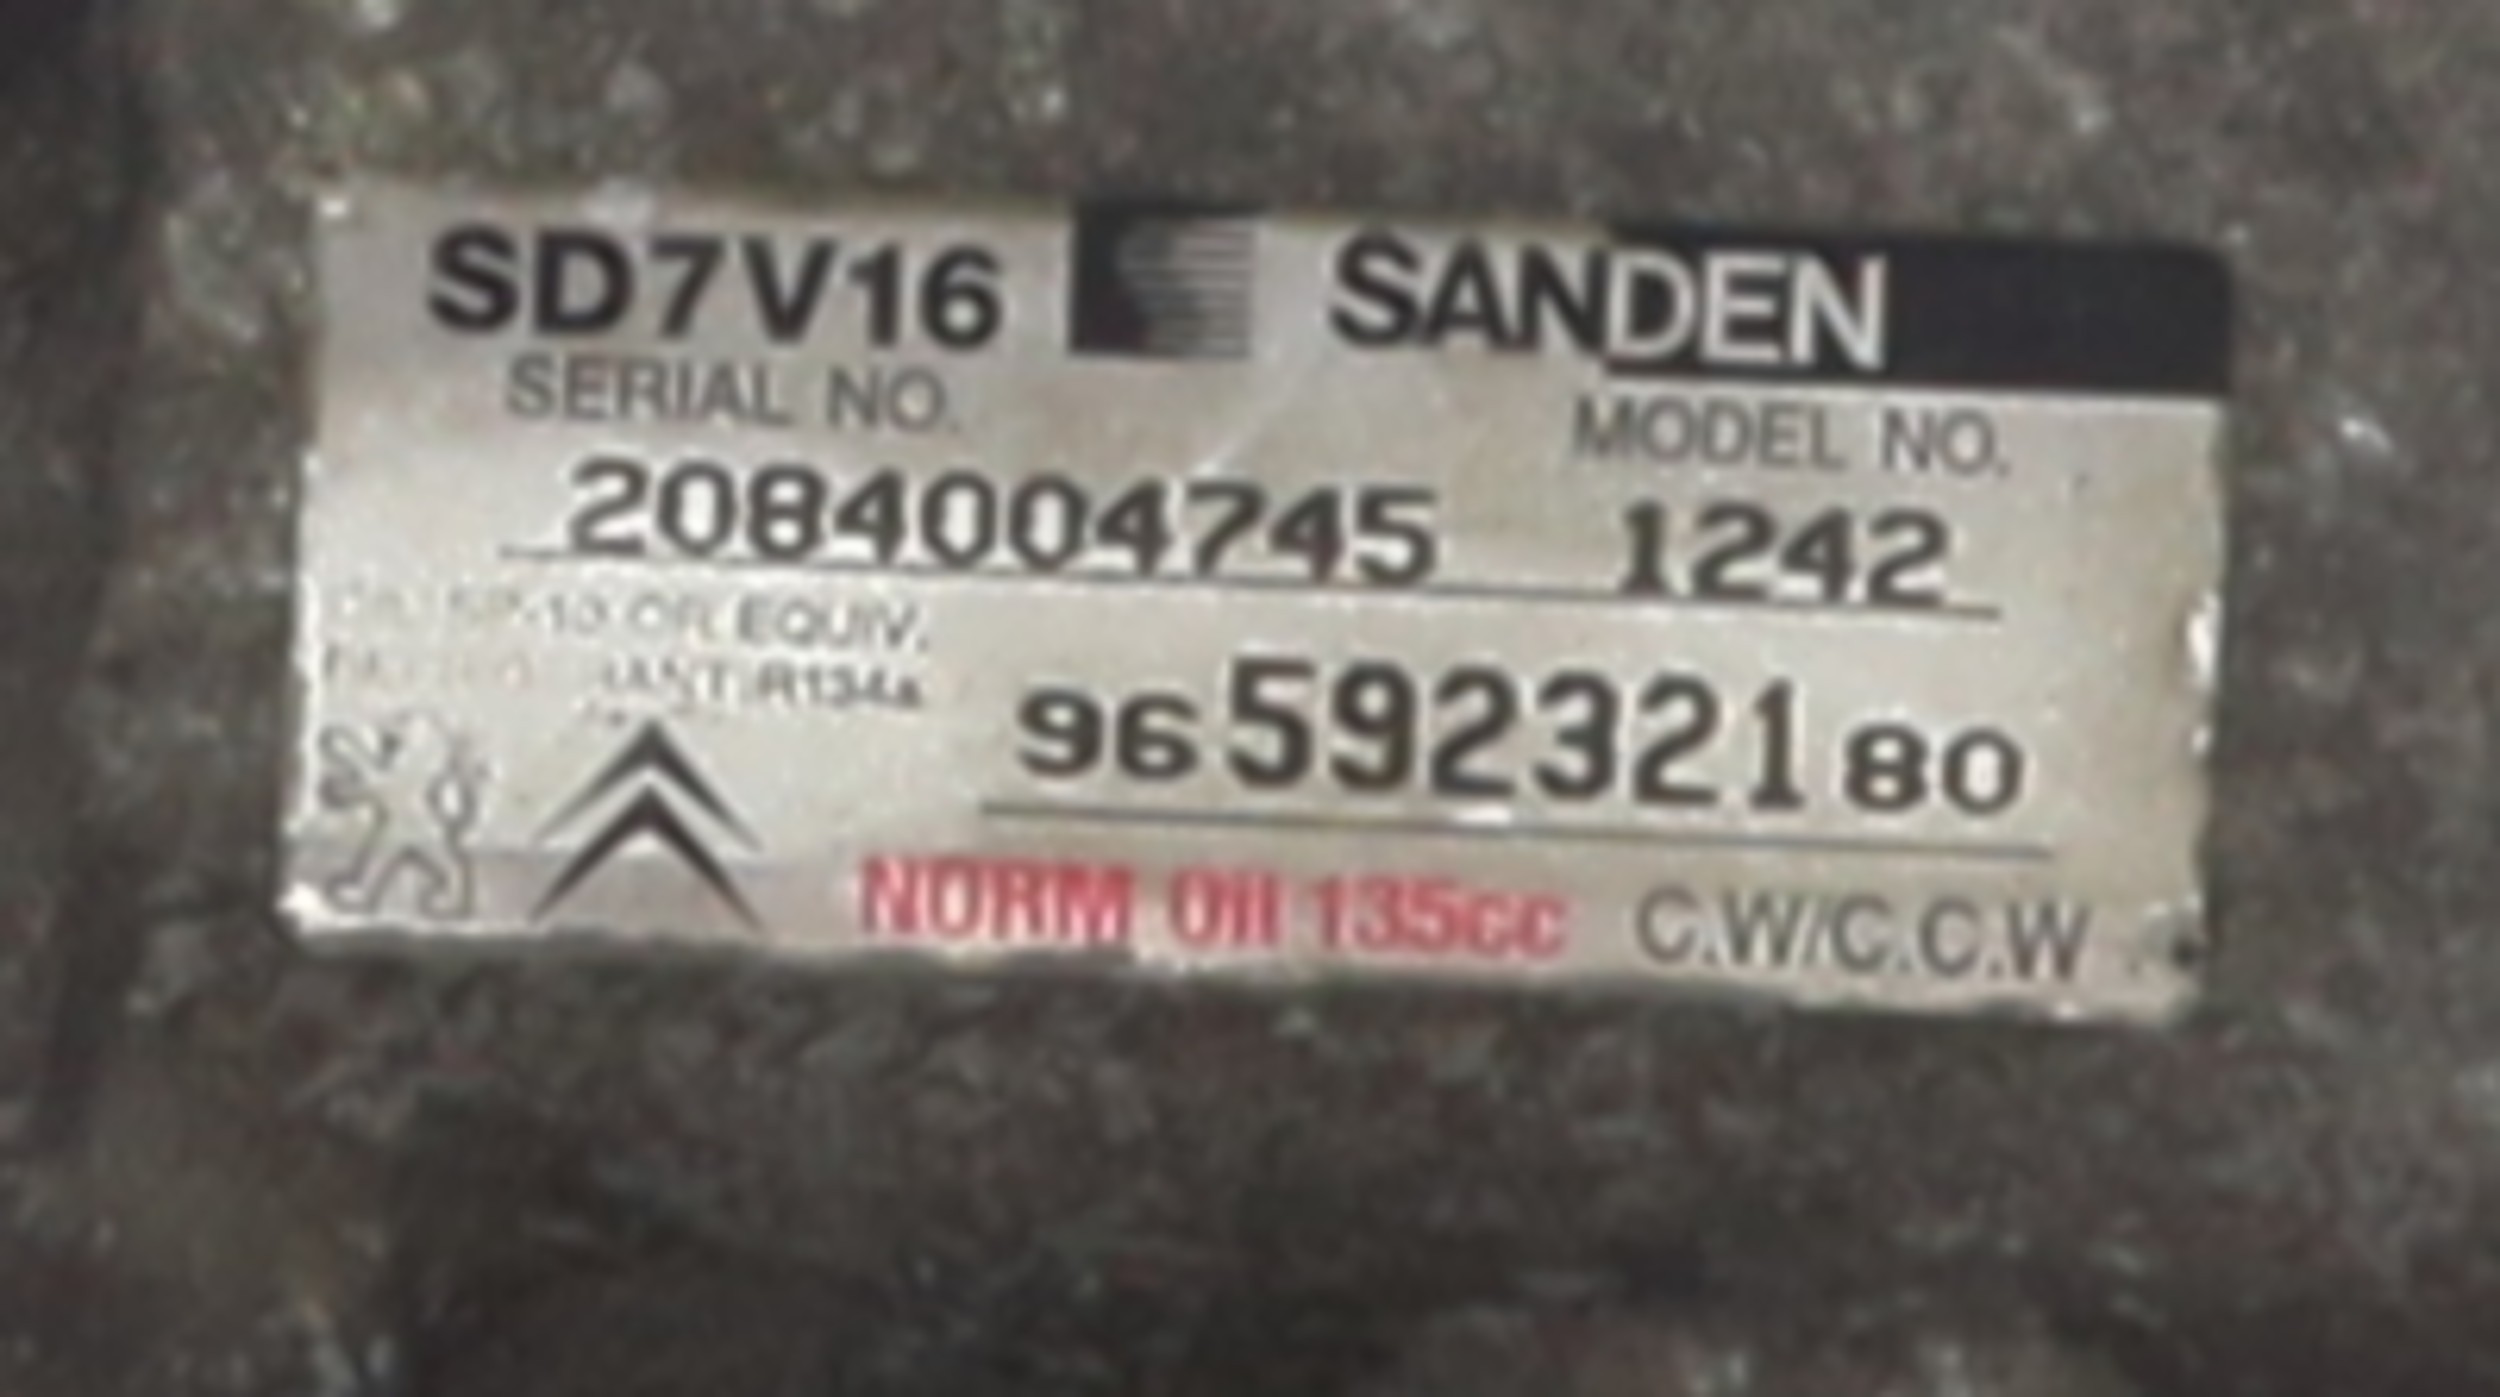 SD7V16 SANDEN
SERIAL NO. MODEL NO.
2084004745 1242
OR EQUIV.
R134a
9659232180
NORM OIl 135cc C.W/C.C.W